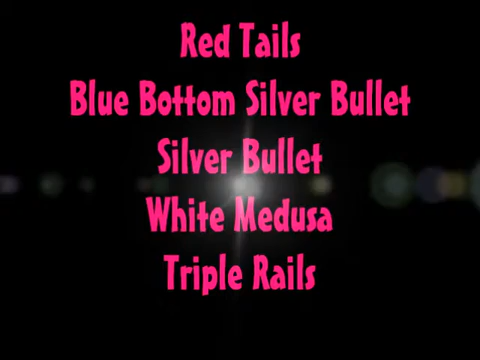 Red Tails
Blue Bottom Silver Bullet
Silver Bullet
White Medusa
Triple Rails